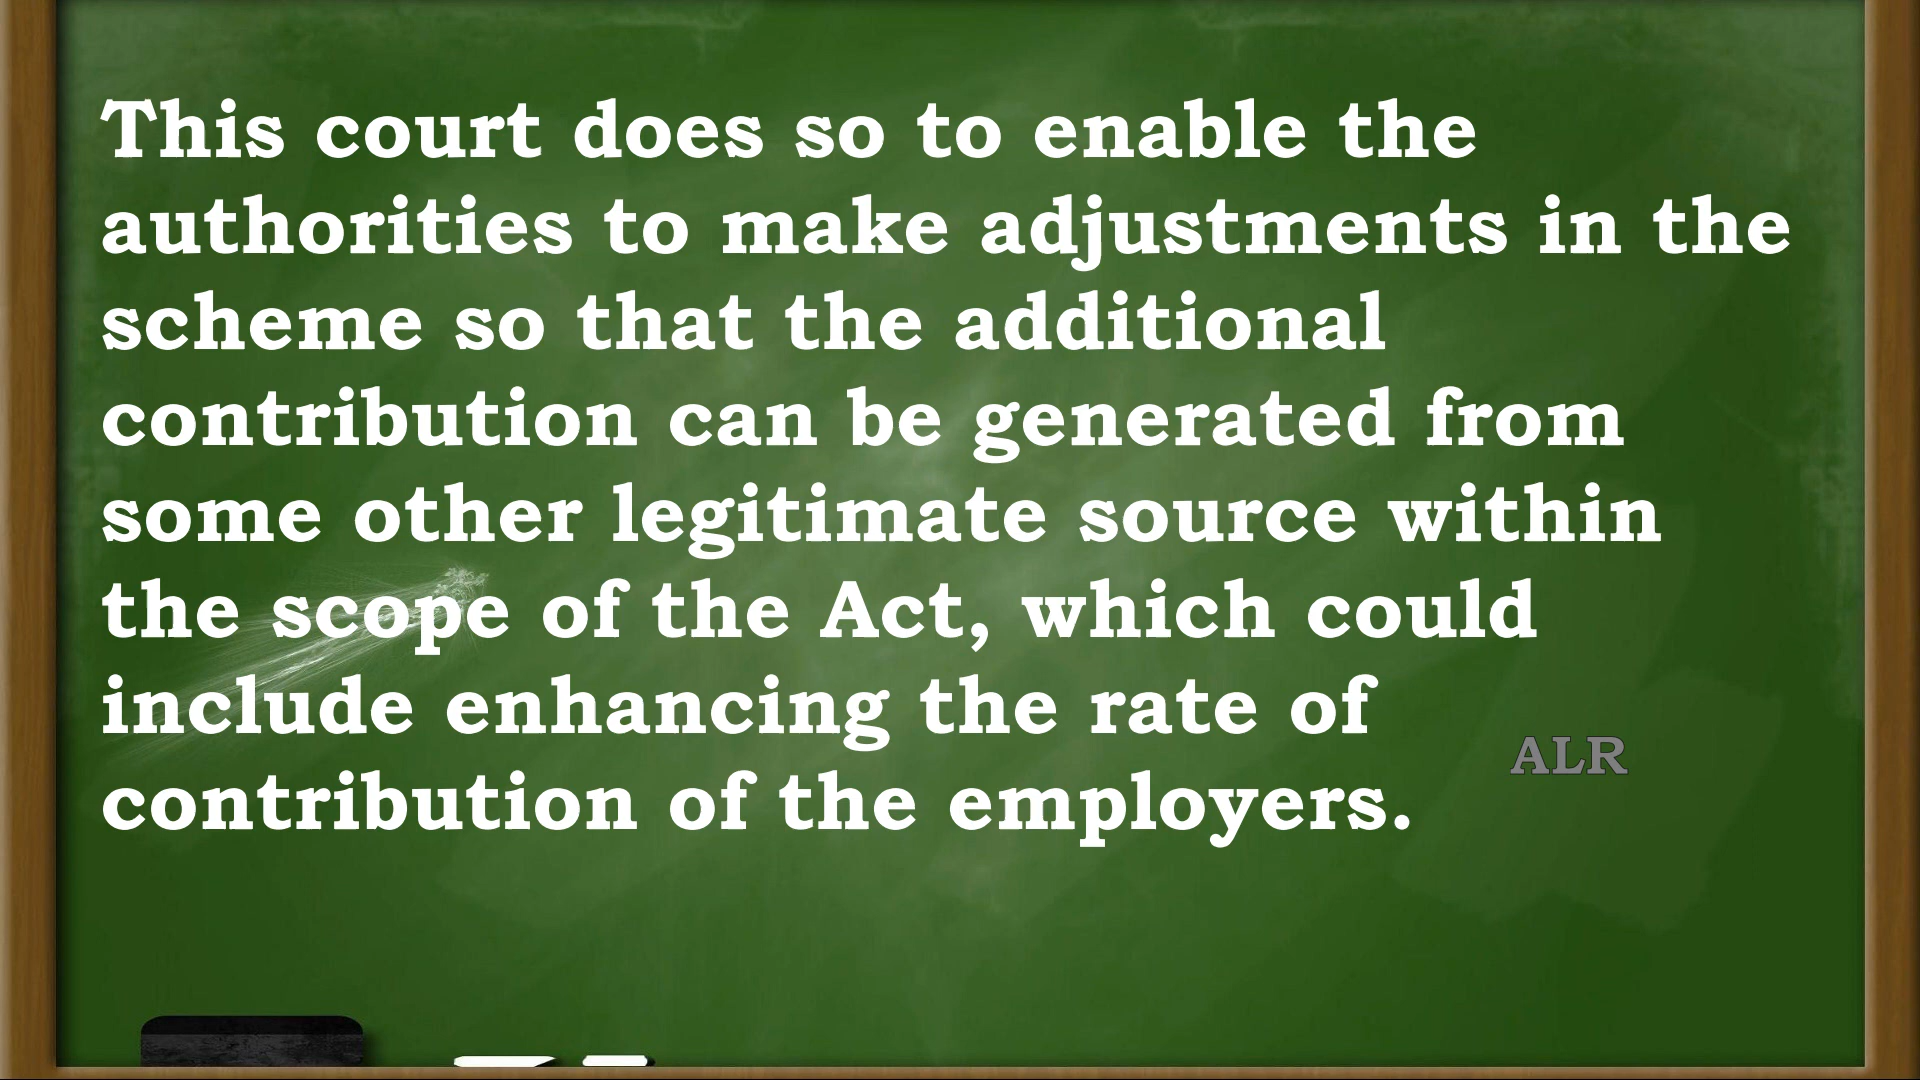 This court does so to enable the
authorities to make adjustments in the
scheme so that the additional
contribution can be generated from
some other legitimate source within
the scope of the Act, which could
include enhancing the rate of
contribution of the employers.
ALR